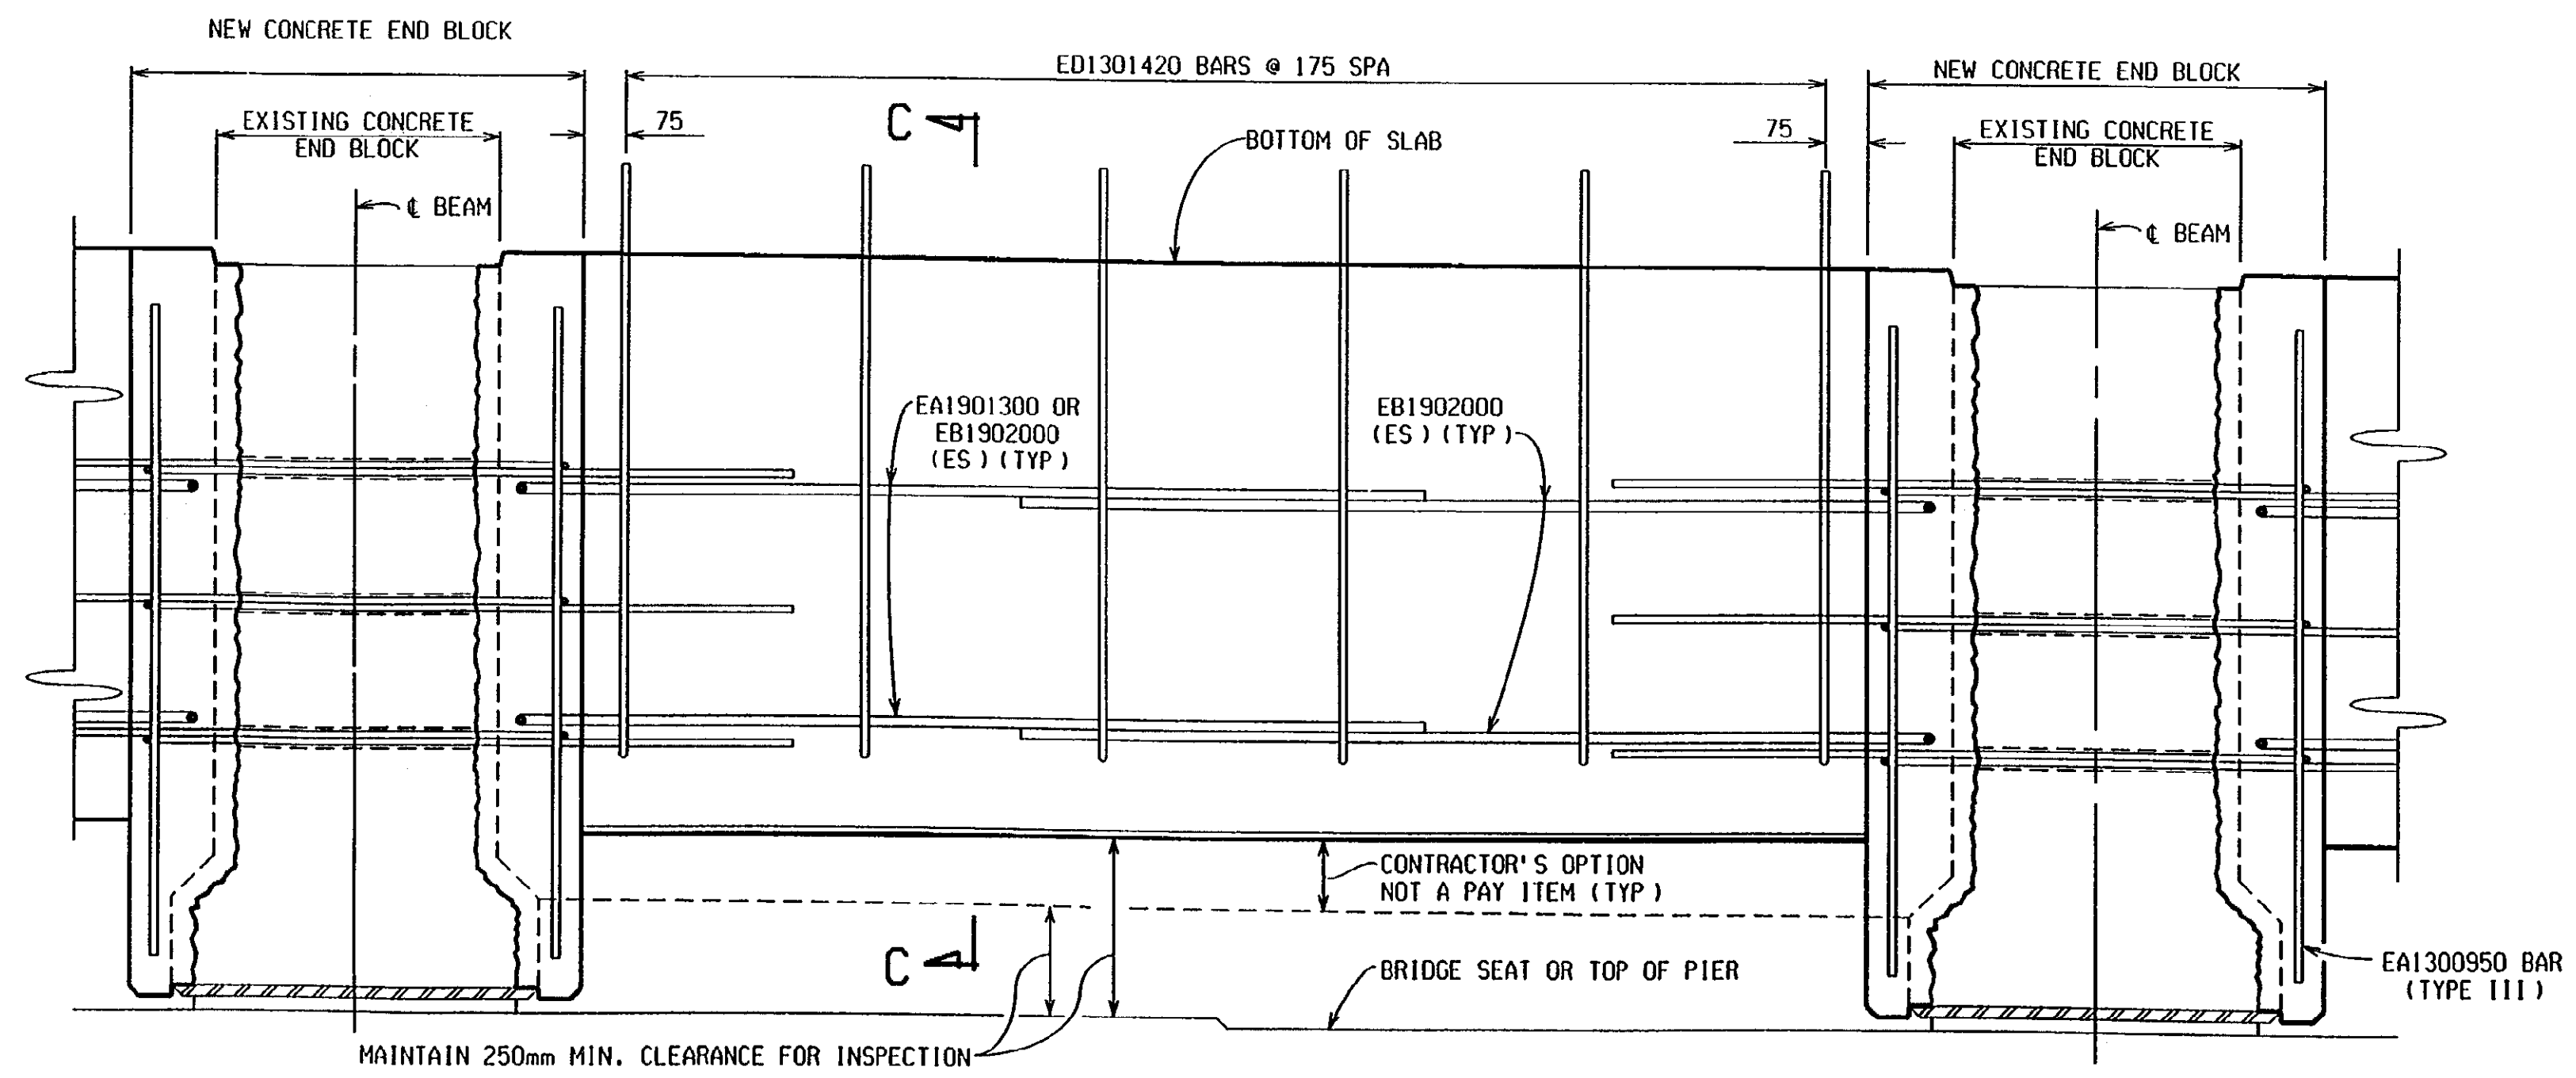 NEW CONCRETE END BLOCK
ED1301420 BARS @ 175 SPA
NEW CONCRETE END BLOCK
EXISTING CONCRETE
END BLOCK
75
C
BOTTOM OF SLAB
75
EXISTING CONCRETE
END BLOCK
℄ BEAM
℄ BEAM
EA1901300 OR
EB1902000
(ES)(TYP)
EB1902000
(ES)(TYP)
CONTRACTOR'S OPTION
NOT A PAY ITEM (TYP)
C
BRIDGE SEAT OR TOP OF PIER
EA1300950 BAR
(TYPE III)
MAINTAIN 250mm MIN. CLEARANCE FOR INSPECTION